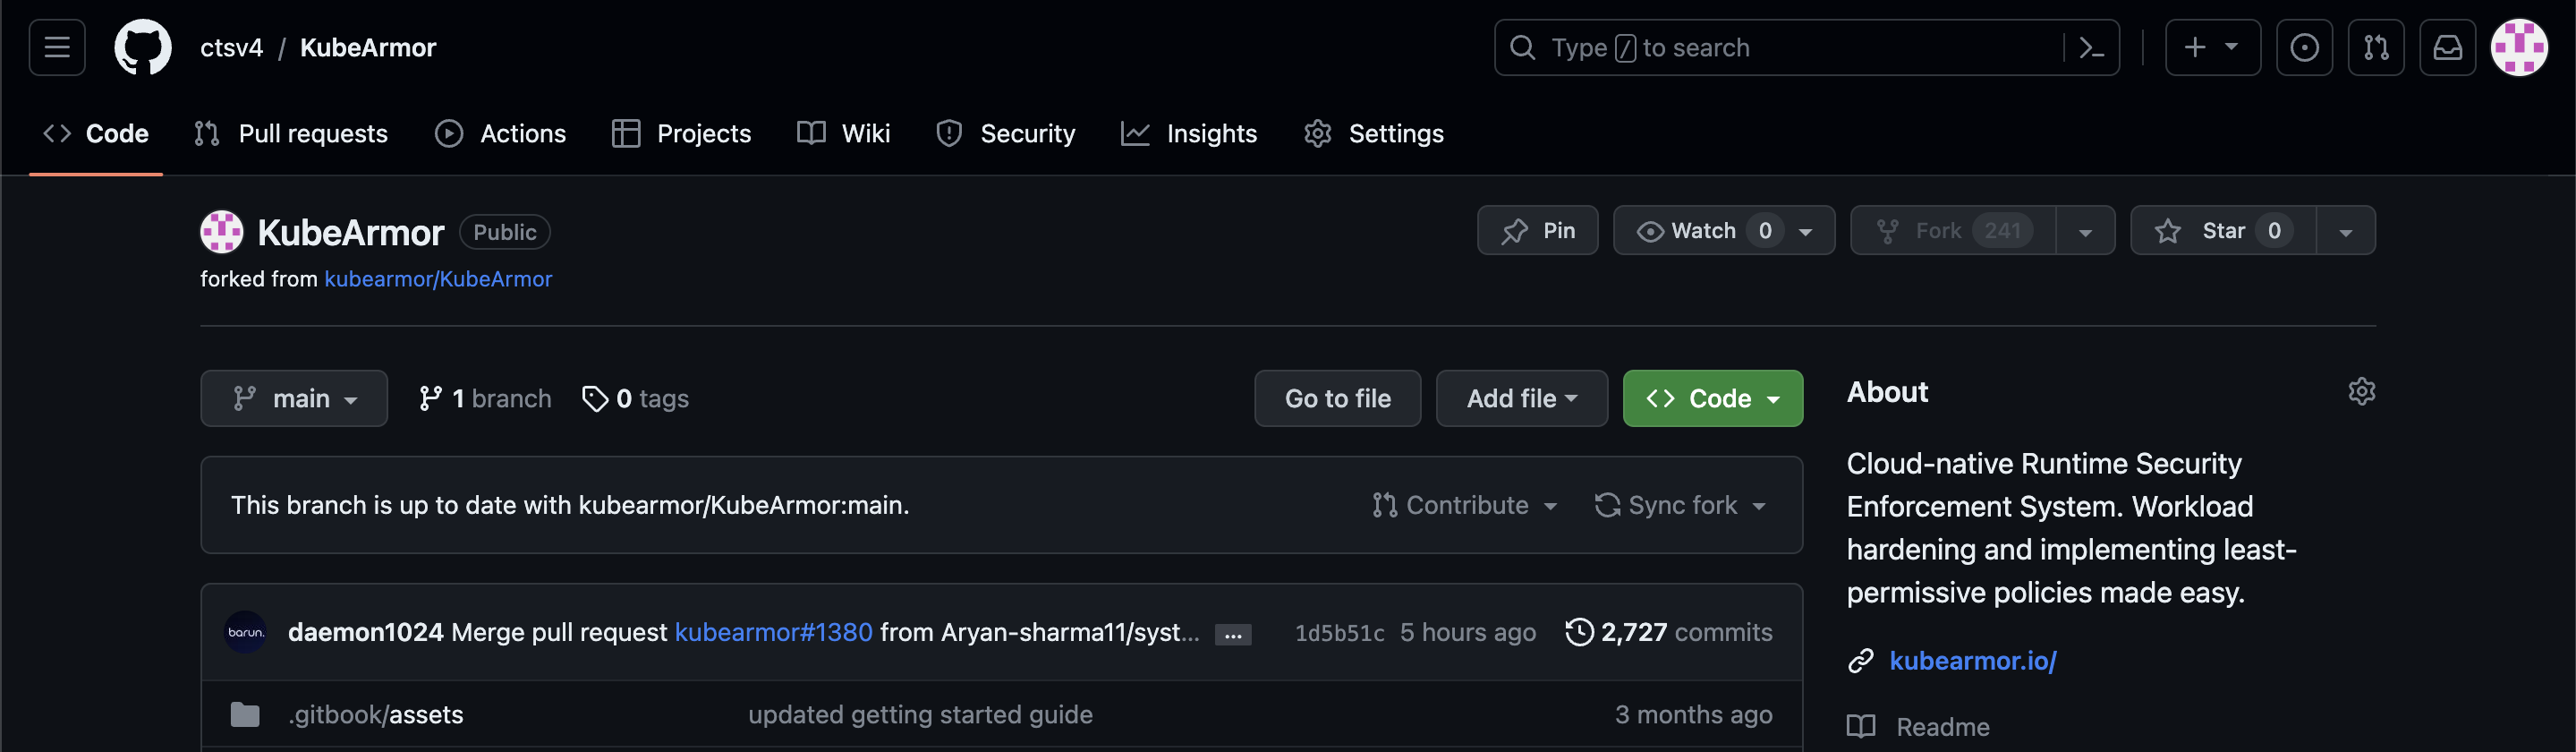 ctsv4 / KubeArmor
Type / to search
Code
Pull requests
Actions
Projects
Wiki
Security
Insights
Settings
KubeArmor Public
Pin
Watch 0
Fork 241
Star 0
forked from kubearmor/KubeArmor
main
1 branch
0 tags
Go to file
Add file
Code
About
Cloud-native Runtime Security
Enforcement System. Workload
hardening and implementing least-
permissive policies made easy.
This branch is up to date with kubearmor/KubeArmor:main.
Contribute
Sync fork
barun.
daemon1024 Merge pull request kubearmor#1380 from Aryan-sharma11/syst... ...
1d5b51c 5 hours ago
2,727 commits
kubearmor.io/
.gitbook/assets
updated getting started guide
3 months ago
Readme